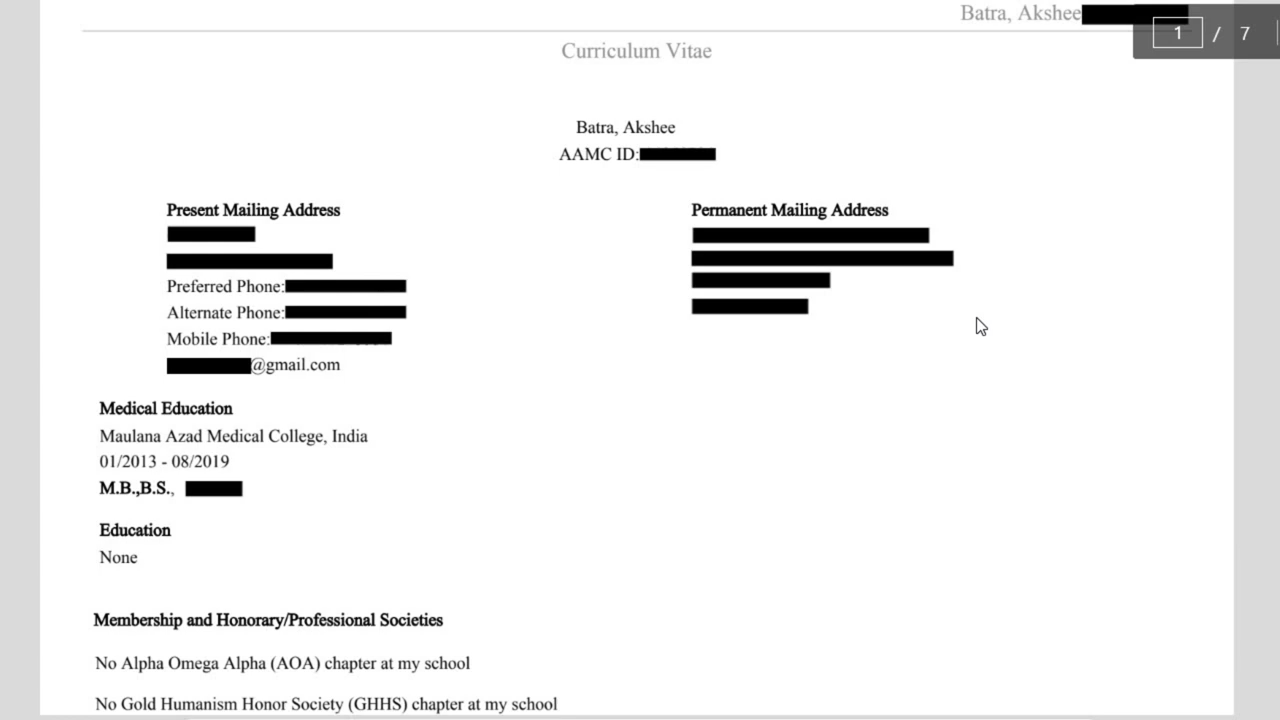 Batra, Akshee
1 / 7
Curriculum Vitae
Batra, Akshee
AAMC ID:
Present Mailing Address
Preferred Phone:
Alternate Phone:
Mobile Phone:
@gmail.com
Permanent Mailing Address
Medical Education
Maulana Azad Medical College, India
01/2013 - 08/2019
M.B.,B.S.,
Education
None
Membership and Honorary/Professional Societies
No Alpha Omega Alpha (AOA) chapter at my school
No Gold Humanism Honor Society (GHHS) chapter at my school